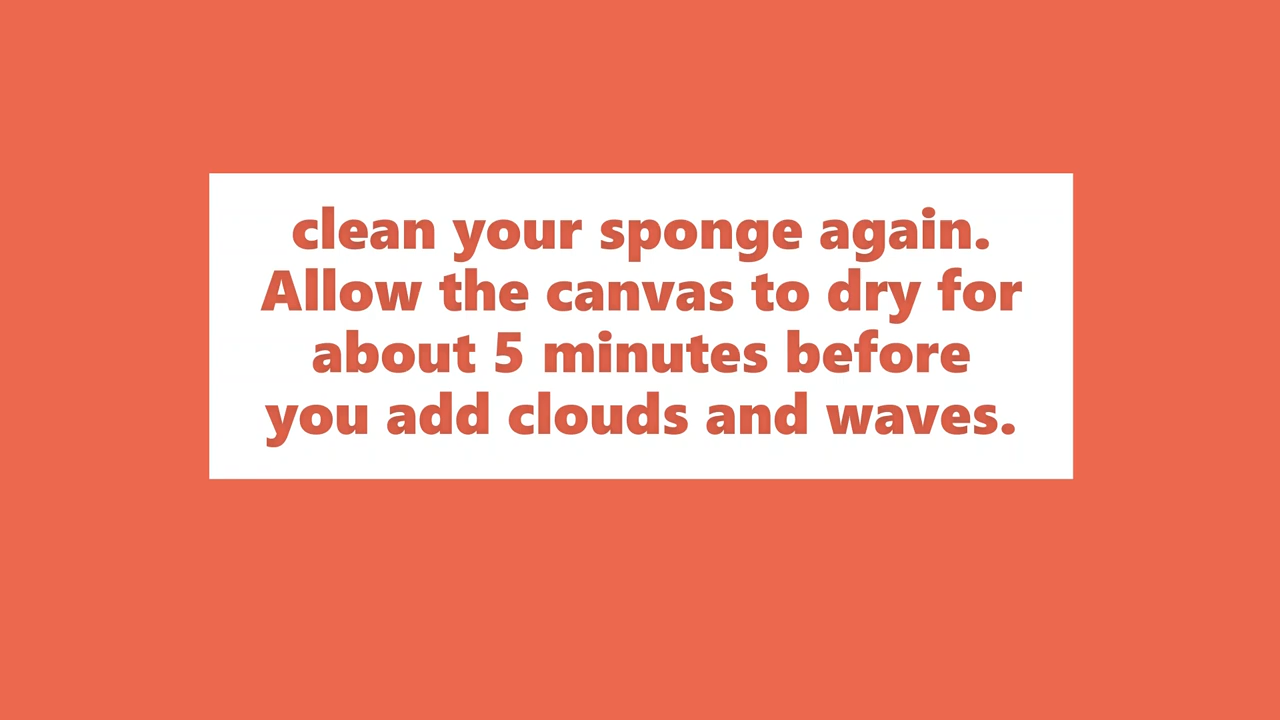 clean your sponge again.
Allow the canvas to dry for
about 5 minutes before
you add clouds and waves.